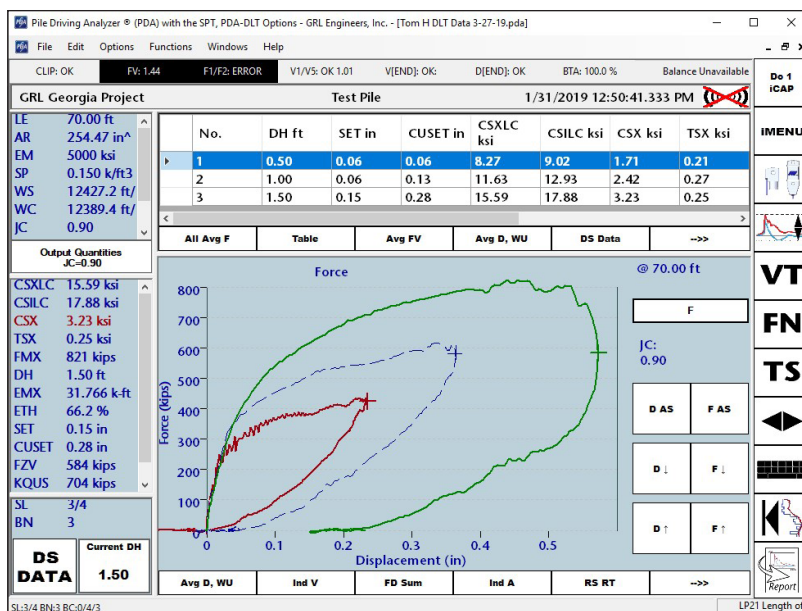 Pile Driving Analyzer ® (PDA) with the SPT, PDA-DLT Options - GRL Engineers, Inc. - [Tom H DLT Data 3-27-19.pda]
File Edit Options Functions Windows Help
CLIP: OK FV: 1.44 F1/F2: ERROR V1/V5: OK 1.01 V[END]: OK: D[END]: OK BTA: 100.0 % Balance Unavailable
GRL Georgia Project Test Pile 1/31/2019 12:50:41.333 PM
Do 1
iCAP
iMENU
VT
FN
TS
Report
LE 70.00 ft
AR 254.47 in^
EM 5000 ksi
SP 0.150 k/ft3
WS 12427.2 ft/
WC 12389.4 ft/
JC 0.90
No. DH ft SET in CUSET in CSXLC ksi CSILC ksi CSX ksi TSX ksi
1 0.50 0.06 0.06 8.27 9.02 1.71 0.21
2 1.00 0.06 0.13 11.63 12.93 2.42 0.27
3 1.50 0.15 0.28 15.59 17.88 3.23 0.25
All Avg F Table Avg FV Avg D, WU DS Data -->>
Output Quantities
JC=0.90
CSXLC 15.59 ksi
CSILC 17.88 ksi
CSX 3.23 ksi
TSX 0.25 ksi
FMX 821 kips
DH 1.50 ft
EMX 31.766 k-ft
ETH 66.2 %
SET 0.15 in
CUSET 0.28 in
FZV 584 kips
KQUS 704 kips
SL 3/4
BN 3
DS
DATA
Current DH
1.50
Force
@ 70.00 ft
F
JC:
0.90
D AS F AS
D ↓ F ↓
D ↑ F ↑
Force (kips)
800
600
500
400
300
200
100
0 0.1 0.2 0.3 0.4 0.5
Displacement (in)
Avg D, WU Ind V FD Sum Ind A RS RT -->>
SL:3/4 BN:3 BC:0/4/3 LP21 Length of